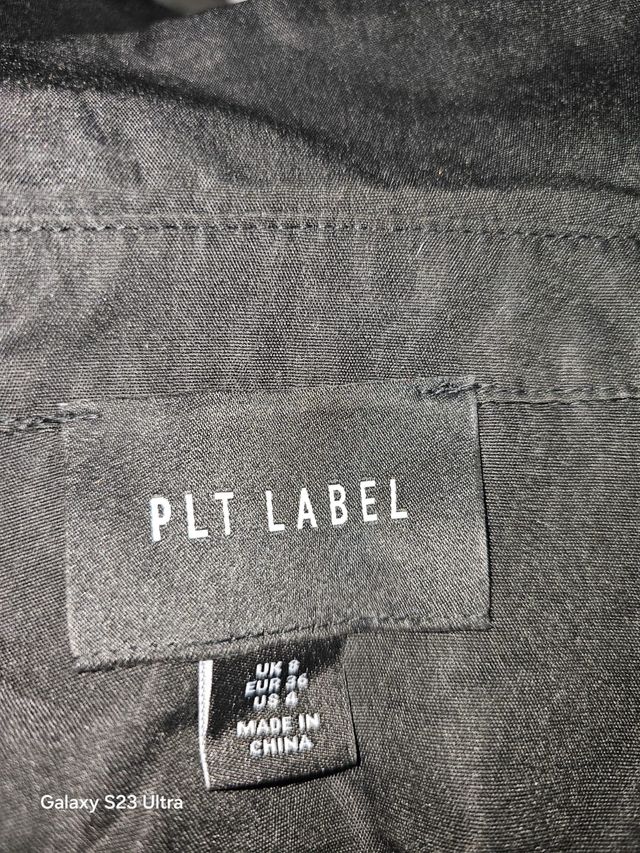 PLT LABEL
UK 8
EUR 36
US 4
MADE IN
CHINA
Galaxy S23 Ultra